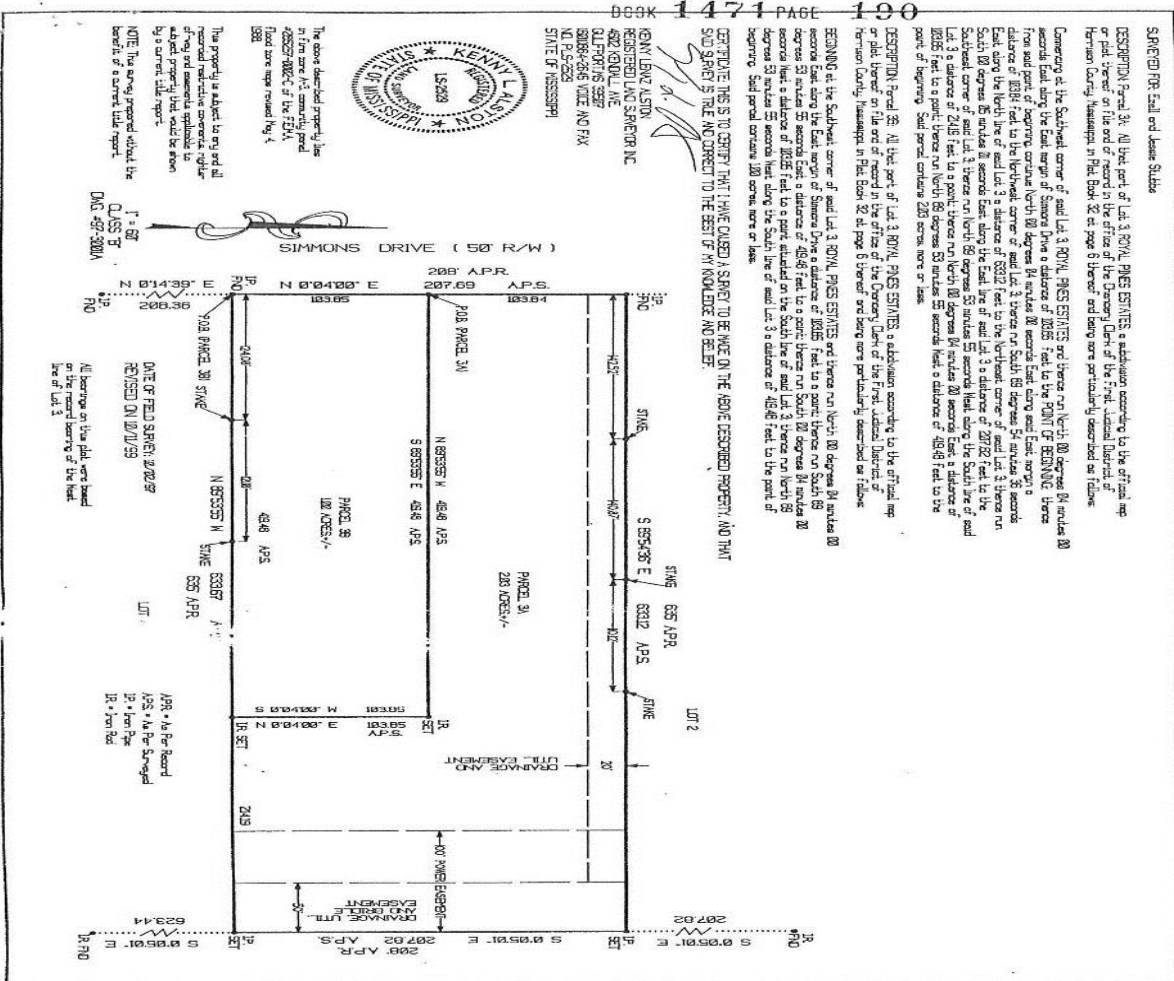 BOOK 1471 PAGE 190
SURVEYED FOR: Ezell and Jessie Stubbs
DESCRIPTION: Parcel 3A: All that part of Lot 3, ROYAL PINES ESTATES, a subdivision according to the official map
or plat thereof on file and of record in the office of the Chancery Clerk of the First Judicial District of
Harrison County, Mississippi, in Plat Book 32 at page 6 thereof and being more particularly described as follows:
Commencing at the Southwest corner of said Lot 3, ROYAL PINES ESTATES and thence run North 00 degrees 04 minutes 00
seconds East along the East margin of Simmons Drive a distance of 103.85 feet to the POINT OF BEGINNING; thence
from said point of beginning, continue North 00 degrees 04 minutes 00 seconds East along said East margin a
distance of 103.84 feet to the Northwest corner of said Lot 3; thence run South 89 degrees 54 minutes 36 seconds
East along the North line of said Lot 3 a distance of 633.12 feet to the Northeast corner of said Lot 3; thence run
South 00 degrees 05 minutes 01 seconds East along the East line of said Lot 3 a distance of 207.82 feet to the
Southeast corner of said Lot 3; thence run North 89 degrees 53 minutes 55 seconds West along the South line of said
Lot 3 a distance of 214.19 feet to a point; thence run North 00 degrees 04 minutes 00 seconds East a distance of
103.85 feet to a point; thence run North 89 degrees 53 minutes 55 seconds West a distance of 419.48 feet to the
point of beginning. Said parcel contains 2.03 acres, more or less.
DESCRIPTION: Parcel 3B: All that part of Lot 3, ROYAL PINES ESTATES, a subdivision according to the official map
or plat thereof on file and of record in the office of the Chancery Clerk of the First Judicial District of
Harrison County, Mississippi, in Plat Book 32 at page 6 thereof and being more particularly described as follows:
BEGINNING at the Southwest corner of said Lot 3, ROYAL PINES ESTATES and thence run North 00 degrees 04 minutes 00
seconds East along the East margin of Simmons Drive a distance of 103.85 feet to a point; thence run South 89
degrees 53 minutes 55 seconds East a distance of 419.48 feet to a point; thence run South 00 degrees 04 minutes 00
seconds West a distance of 103.85 feet to a point situated on the South line of said Lot 3; thence run North 89
degrees 53 minutes 55 seconds West along the South line of said Lot 3 a distance of 419.48 feet to the point of
beginning. Said parcel contains 1.00 acres, more or less.
CERTIFICATE: THIS IS TO CERTIFY THAT I HAVE CAUSED A SURVEY TO BE MADE ON THE ABOVE DESCRIBED PROPERTY, AND THAT
SAID SURVEY IS TRUE AND CORRECT TO THE BEST OF MY KNOWLEDGE AND BELIEF.
KENNY LENAL ALSTON
REGISTERED LAND SURVEYOR INC
4602 KENDALL AVE.
GULFPORT, MS 39507
NO. PLS-2529
STATE OF MISSISSIPPI
KENNY L. ALSTON
REGISTERED
LS-2529
LAND SURVEYOR
STATE OF MISSISSIPPI
The above described property lies
in firm zone A-3, community panel
of the FEMA
flood zone maps revised May 4,
1988.
This property is subject to any and all
recorded restrictive covenants, rights-
of-way and easements applicable to
subject property that would be shown
by a current title report.
NOTE: This survey prepared without the
benefit of a current title report.
1" = 60'
CLASS "B"
SIMMONS DRIVE ( 50' R/W )
208' A.P.R.
N 0°14'39" E
208.36
N 0°04'00" E
103.85
207.69 A.P.S.
103.84
I.P. FND
I.P. FND
I.P. FND
P.O.B. (PARCEL 3B)
P.O.B. (PARCEL 3A)
STAKE
STAKE
STAKE
STAKE
STAKE
S 89°54'36" E 633.12 A.P.S.
635 A.P.R.
LOT 2
PARCEL 3A
2.03 ACRES+/-
N 89°53'55" W 419.48 A.P.S.
S 89°53'55" E 419.48 A.P.S.
PARCEL 3B
1.00 ACRES+/-
419.48 A.P.S.
N 89°53'55" W 633.67
635 A.P.R.
LOT
S 0°04'00" W 103.85
N 0°04'00" E 103.85
A.P.S.
I.R. SET
I.R. SET
214.19
20'
DRAINAGE AND
UTIL. EASEMENT
100' POWER EASEMENT
50'
DRAINAGE, UTIL.
AND BRIDLE
EASEMENT
I.P. SET
I.P. SET
S 0°05'01" E 207.82 A.P.S.
208' A.P.R.
S 0°05'01" E
207.82
I.R. FND
S 0°05'01" E
623.44
I.R. FND
DATE OF FIELD SURVEY: 10/02/97
REVISED ON 10/11/99
All bearings on this plat were based
on the record bearing of the West
line of Lot 3.
A.P.R. = As Per Record
A.P.S. = As Per Surveyed
I.P. = Iron Pipe
I.R. = Iron Rod